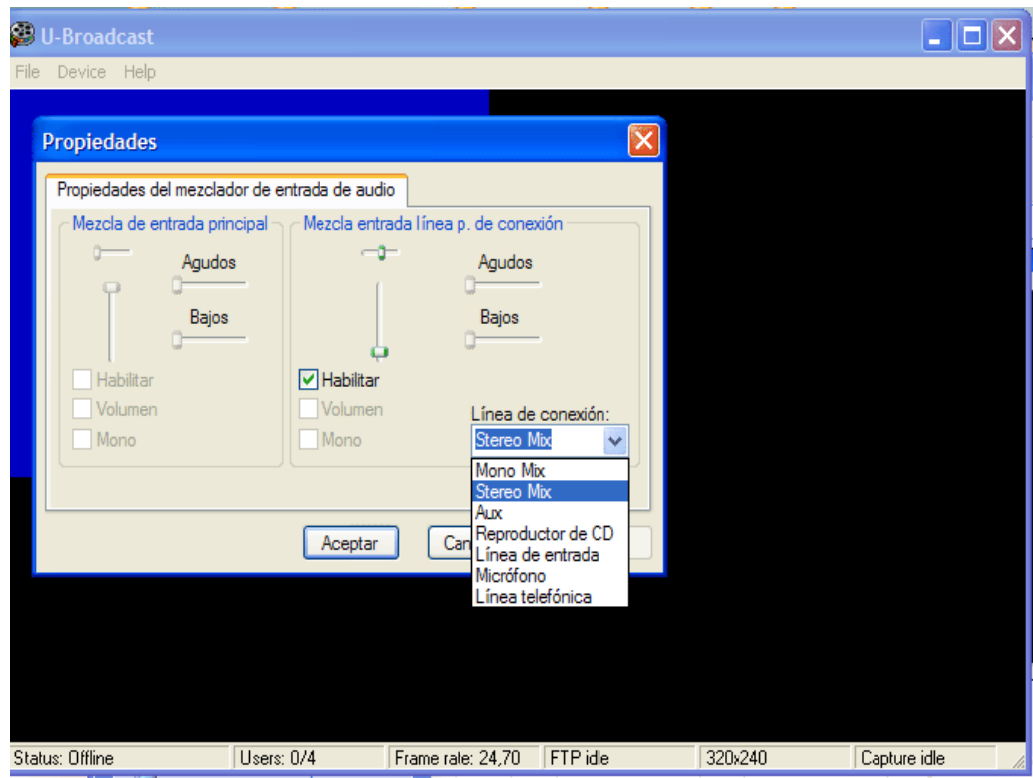 U-Broadcast
File Device Help
Propiedades
Propiedades del mezclador de entrada de audio
Mezcla de entrada principal
Agudos
Bajos
Habilitar
Volumen
Mono
Mezcla entrada línea p. de conexión
Agudos
Bajos
Habilitar
Volumen
Mono
Línea de conexión:
Stereo Mix
Mono Mix
Stereo Mix
Aux
Reproductor de CD
Línea de entrada
Micrófono
Línea telefónica
Aceptar
Can
Status: Offline Users: 0/4 Frame rale: 24,70 FTP idle 320x240 Capture idle